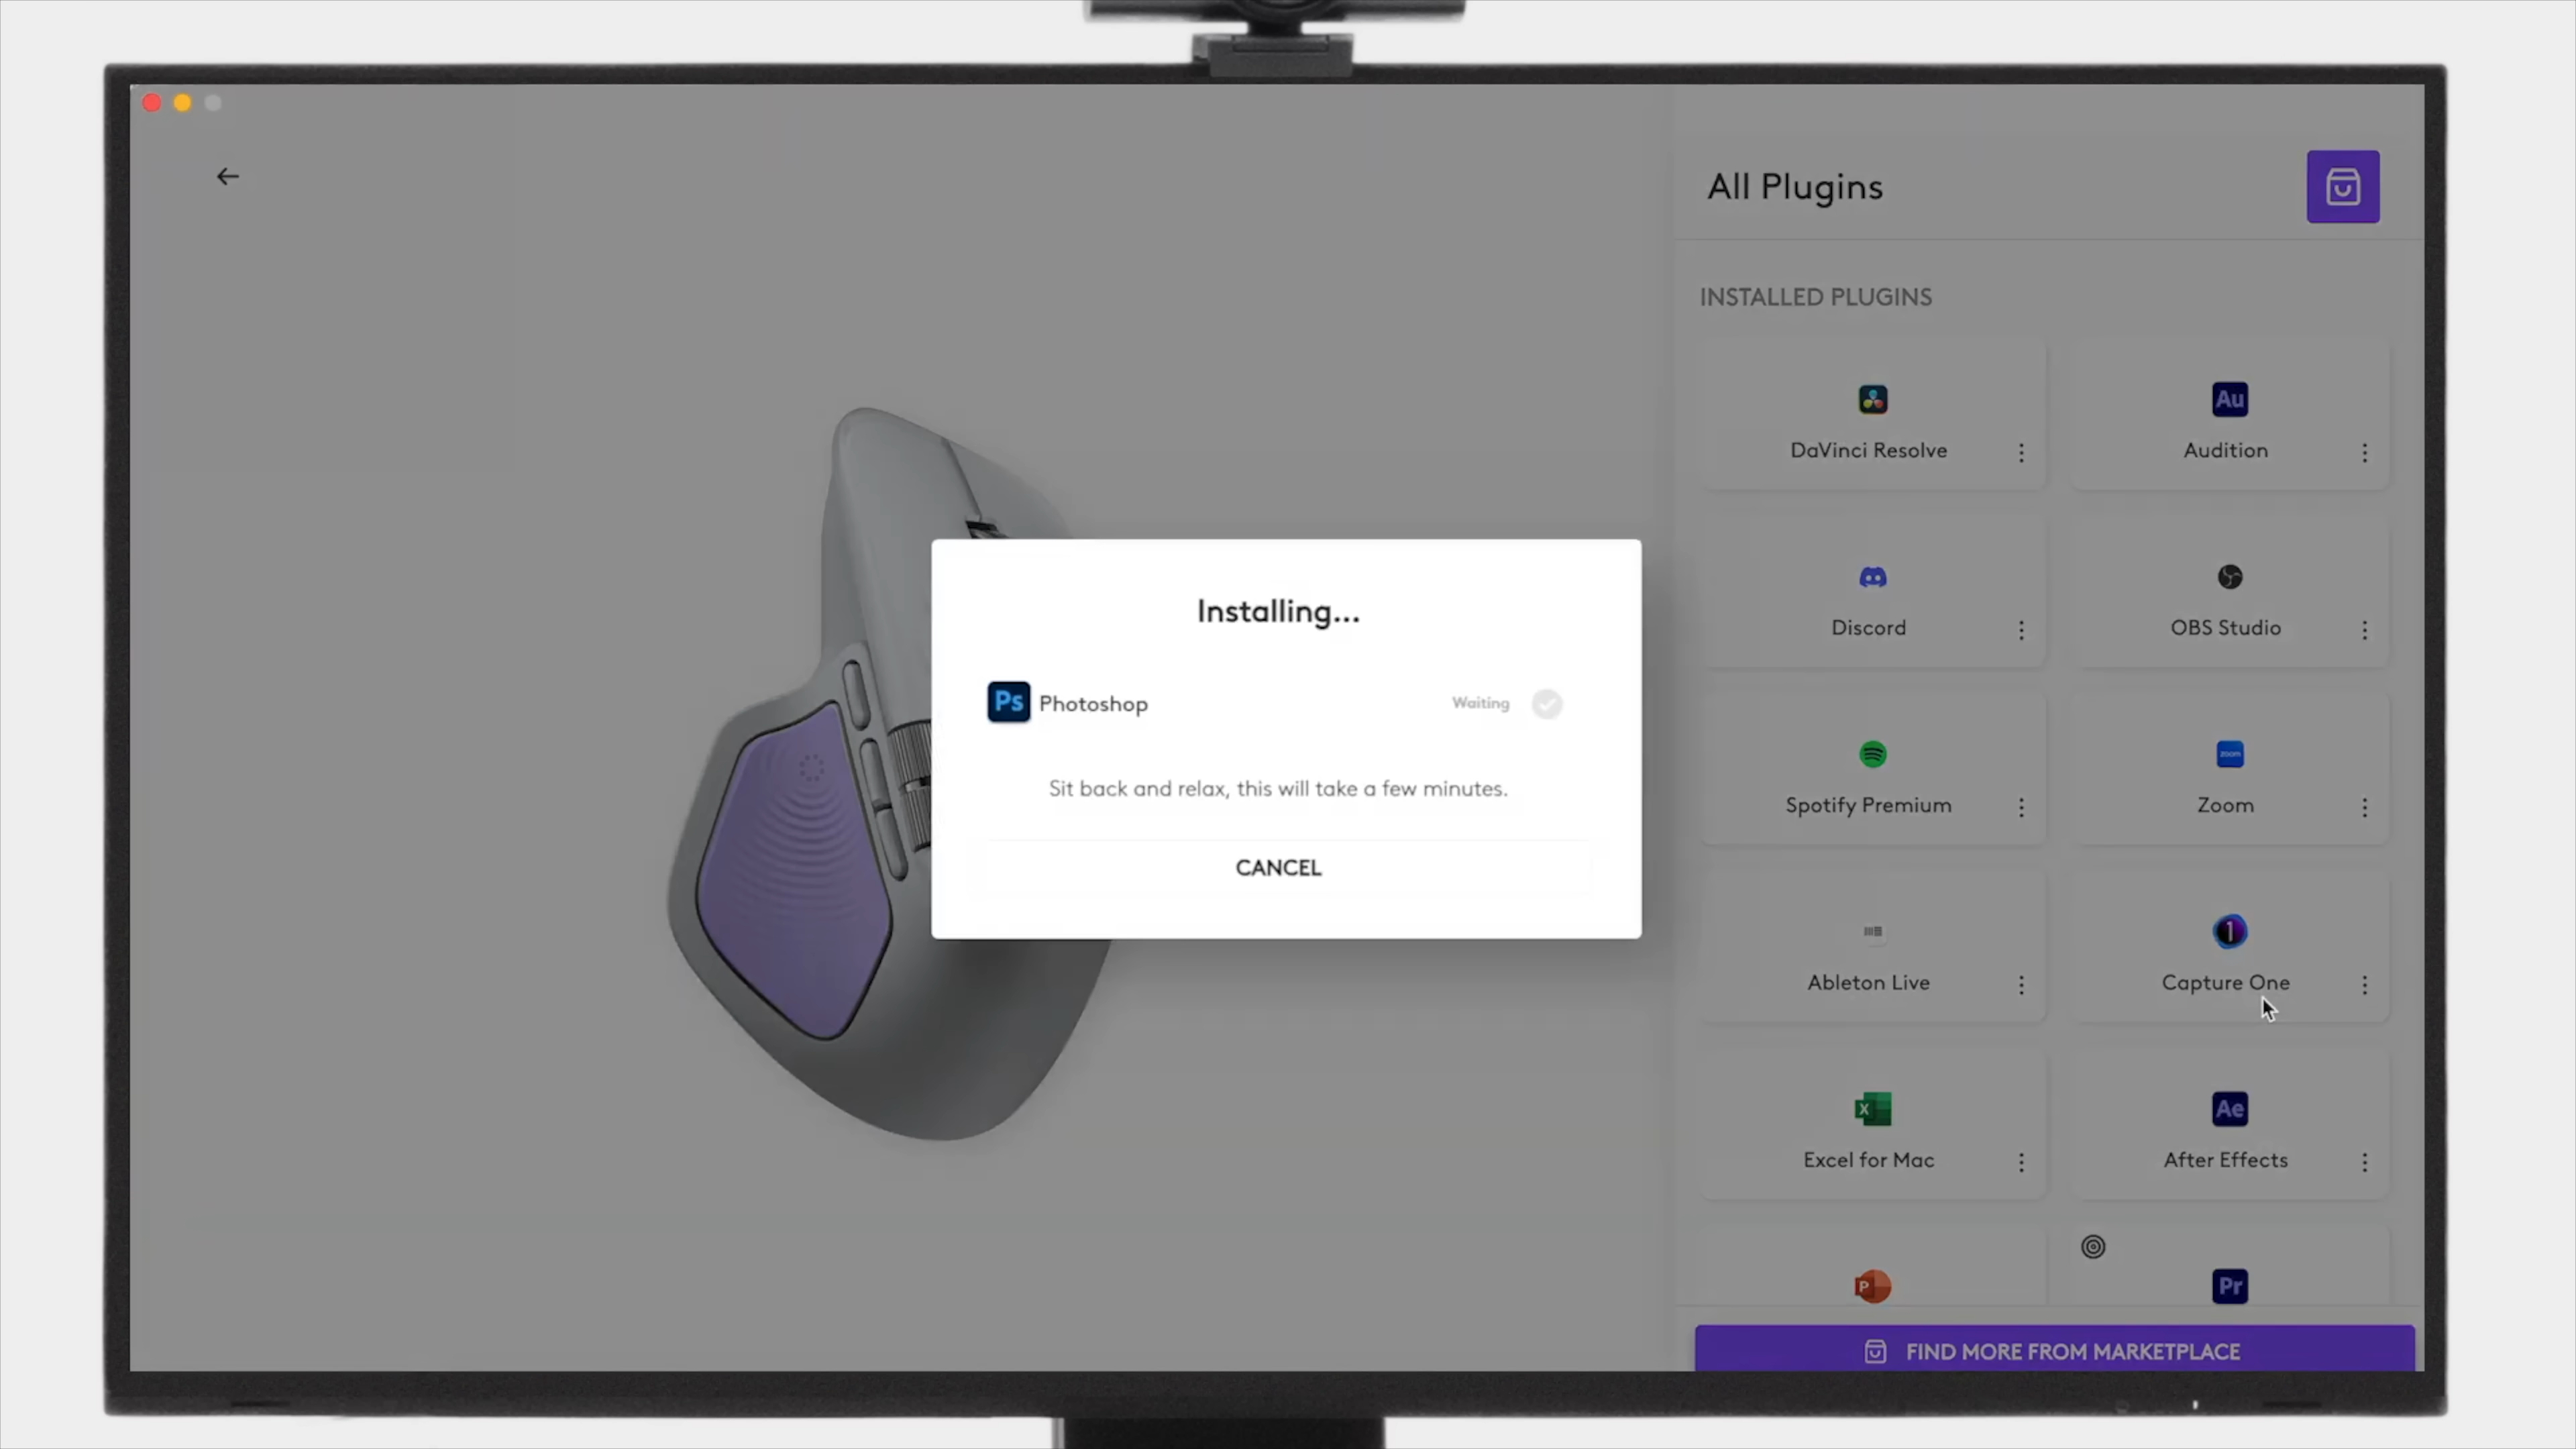 All Plugins
INSTALLED PLUGINS
DaVinci Resolve
Au
Audition
Discord
OBS Studio
Installing...
Ps Photoshop
Waiting
Sit back and relax, this will take a few minutes.
CANCEL
Spotify Premium
zoom
Zoom
Ableton Live
1
Capture One
X
Excel for Mac
Ae
After Effects
P
Pr
FIND MORE FROM MARKETPLACE